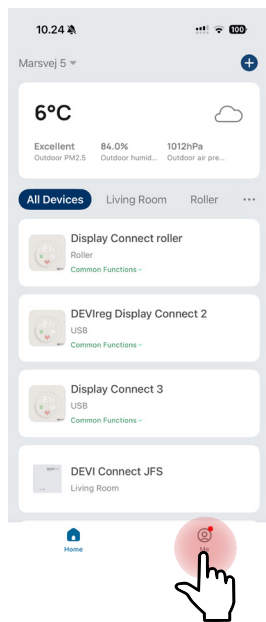 10.24
100
Marsvej 5
6°C
Excellent 84.0% 1012hPa
Outdoor PM2.5 Outdoor humid... Outdoor air pre...
All Devices Living Room Roller ...
Display Connect roller
Roller
Common Functions
DEVIreg Display Connect 2
USB
Common Functions
Display Connect 3
USB
Common Functions
DEVI Connect JFS
Living Room
Home Me